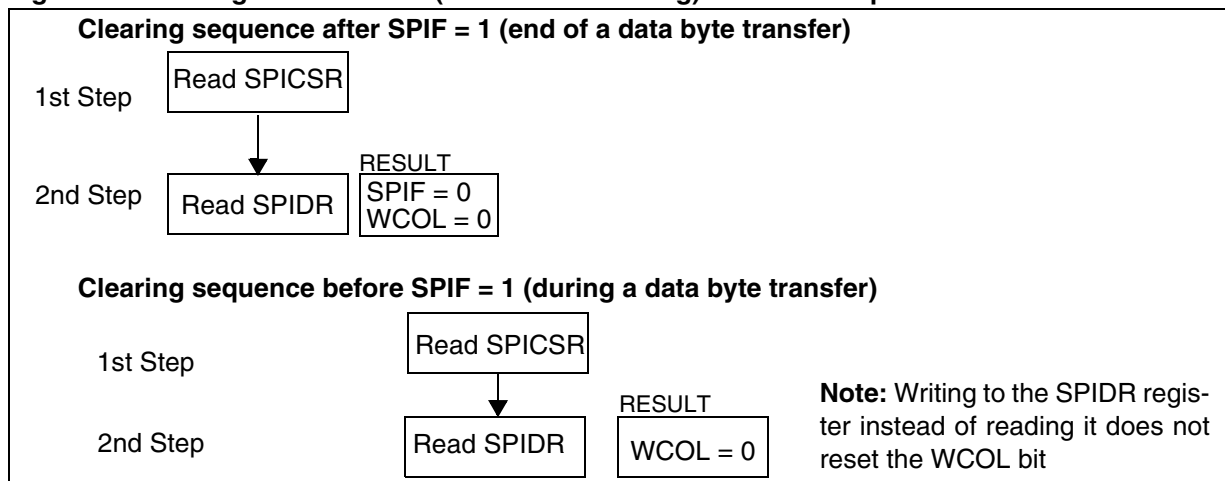 Clearing sequence after SPIF = 1 (end of a data byte transfer)
1st Step
Read SPICSR
2nd Step
Read SPIDR
RESULT
SPIF = 0
WCOL = 0
Clearing sequence before SPIF = 1 (during a data byte transfer)
1st Step
Read SPICSR
2nd Step
Read SPIDR
RESULT
WCOL = 0
Note: Writing to the SPIDR regis-
ter instead of reading it does not
reset the WCOL bit